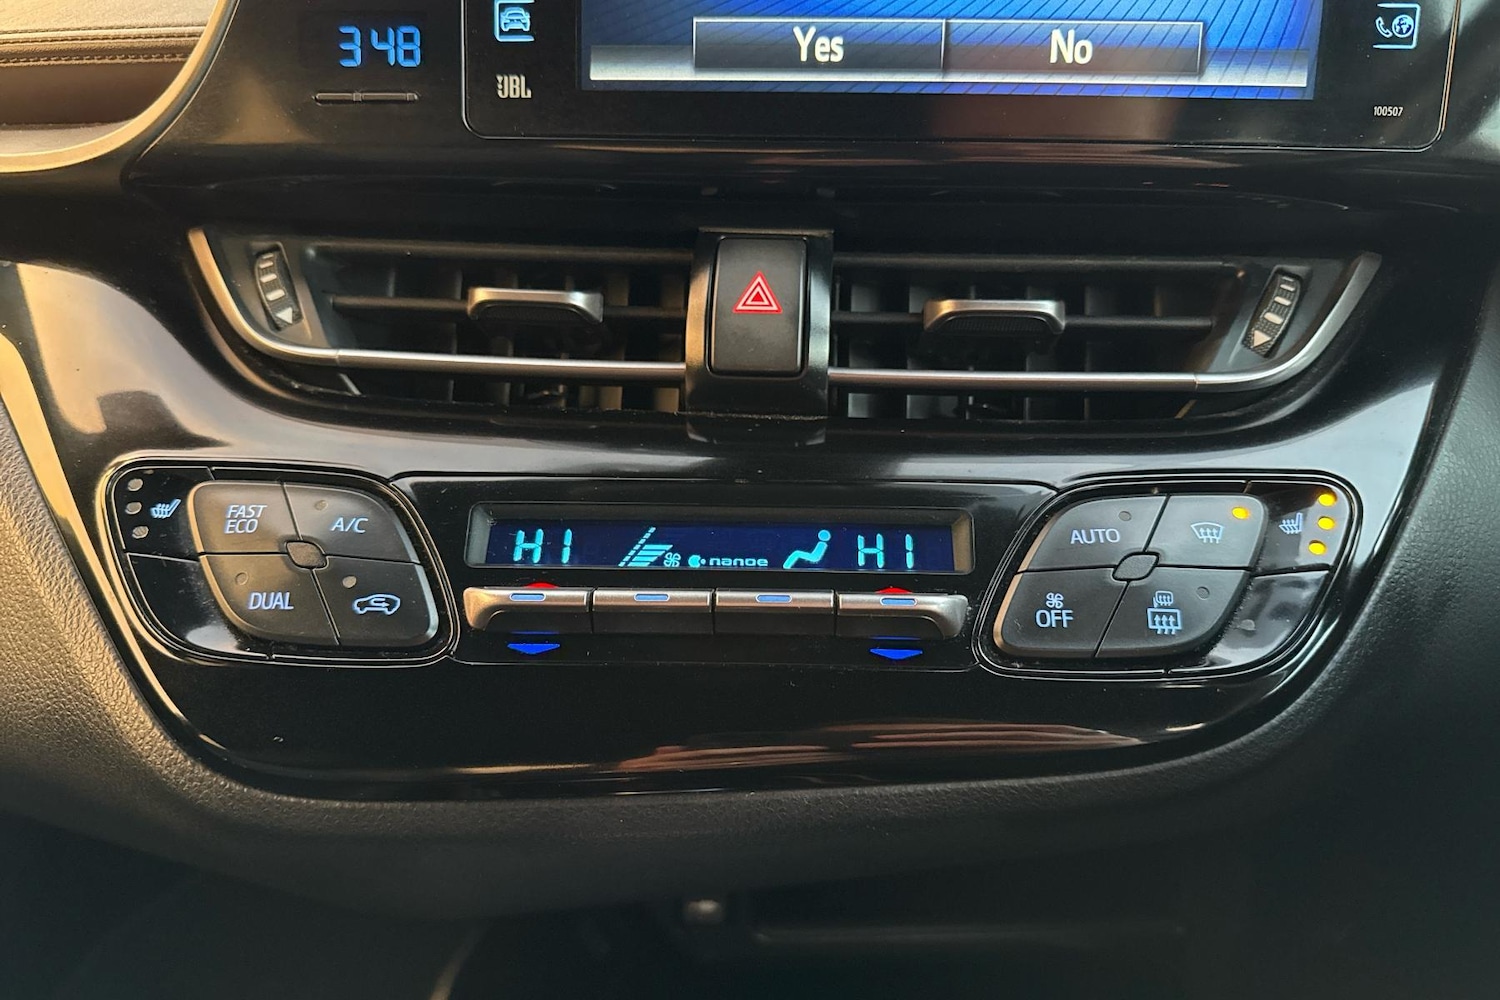 3 48
JBL
Yes
No
100507
FAST
ECO
A/C
DUAL
HI
nanoe
HI
AUTO
OFF